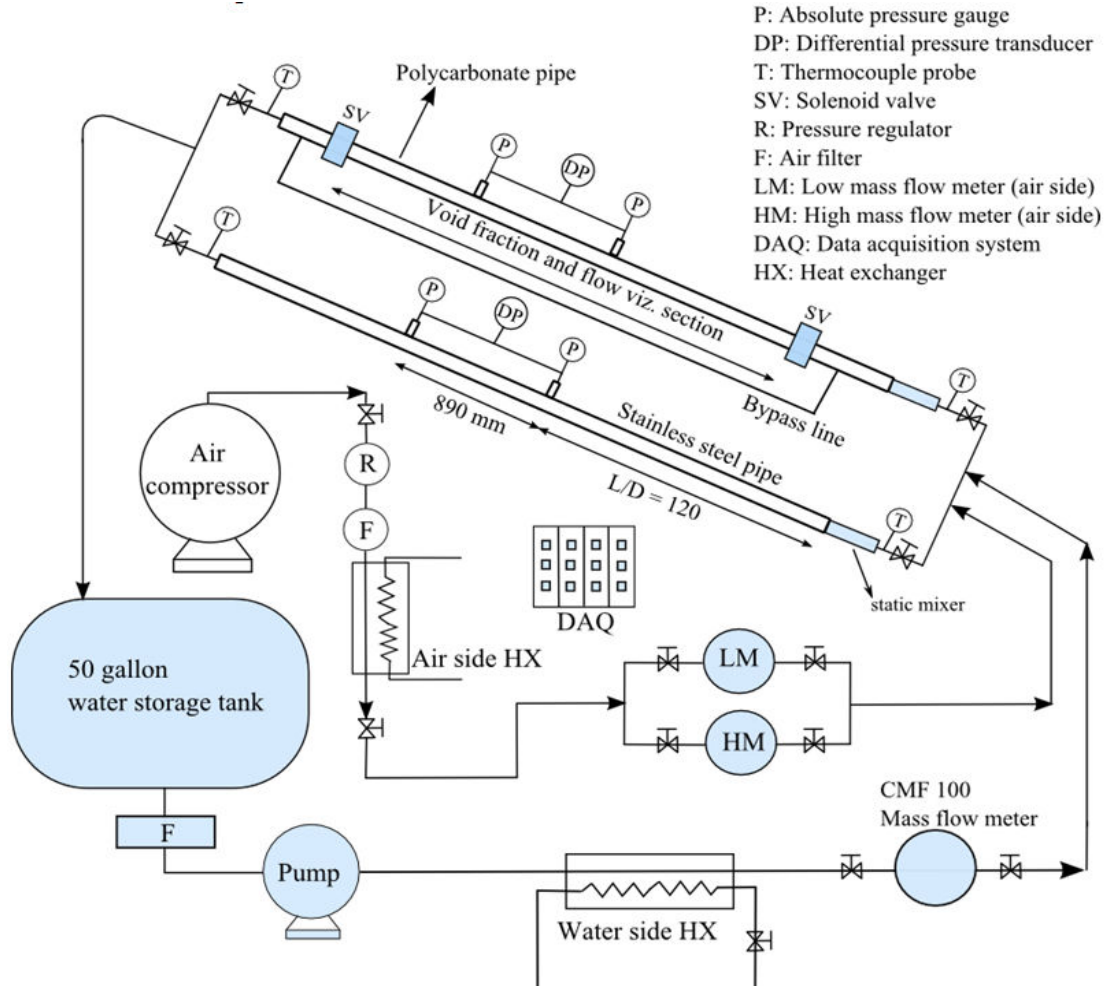 P: Absolute pressure gauge
DP: Differential pressure transducer
T: Thermocouple probe
SV: Solenoid valve
R: Pressure regulator
F: Air filter
LM: Low mass flow meter (air side)
HM: High mass flow meter (air side)
DAQ: Data acquisition system
HX: Heat exchanger
Polycarbonate pipe
T
SV
P
DP
P
Void fraction and flow viz. section
SV
T
Bypass line
T
P
DP
P
890 mm
Stainless steel pipe
L/D = 120
T
static mixer
Air
compressor
R
F
Air side HX
DAQ
50 gallon
water storage tank
LM
HM
F
Pump
Water side HX
CMF 100
Mass flow meter